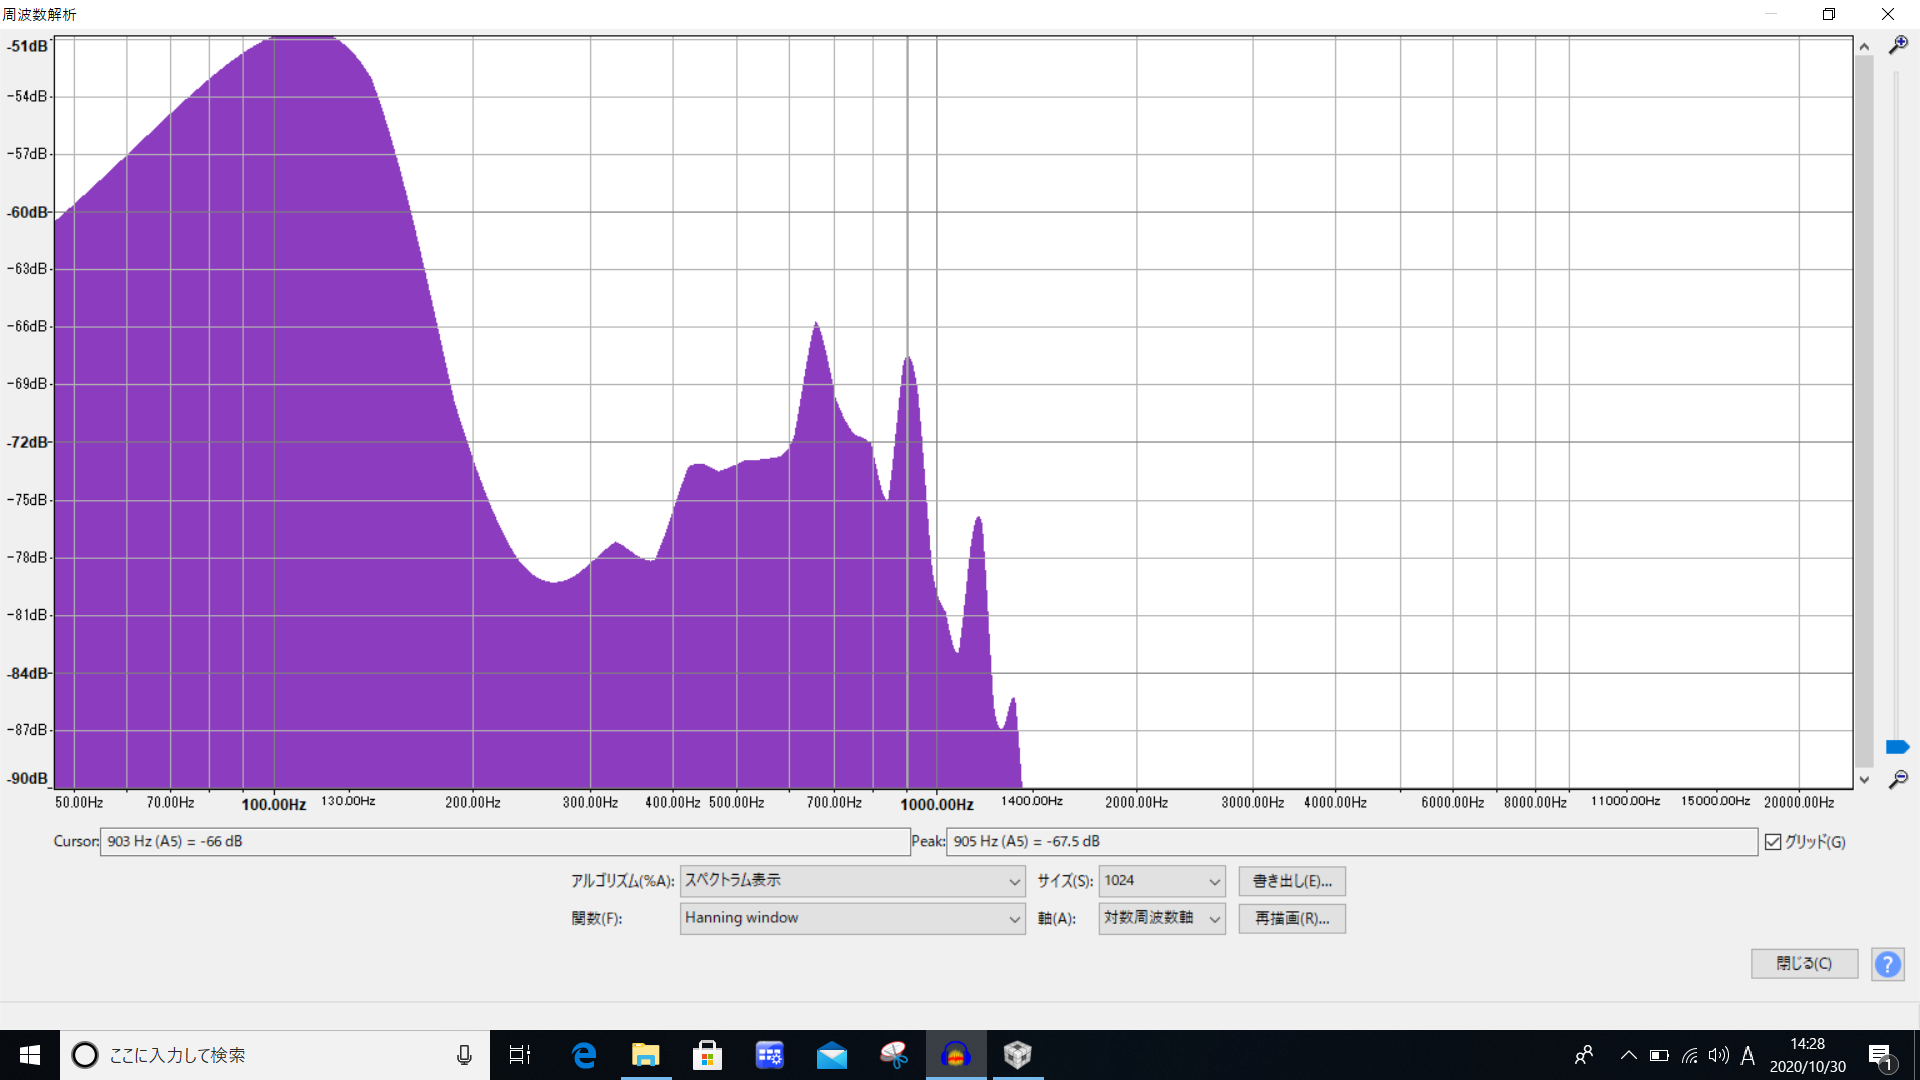 周波数解析
-51dB
-54dB
-57dB
-60dB
-63dB
-66dB
-69dB
-72dB
-75dB
-78dB
-81dB
-84dB
-87dB
-90dB
50.00Hz 70.00Hz 100.00Hz 130.00Hz 200.00Hz 300.00Hz 400.00Hz 500.00Hz 700.00Hz 1000.00Hz 1400.00Hz 2000.00Hz 3000.00Hz 4000.00Hz 6000.00Hz 8000.00Hz 11000.00Hz 15000.00Hz 20000.00Hz
Cursor: 903 Hz (A5) = -66 dB Peak: 905 Hz (A5) = -67.5 dB グリッド(G)
アルゴリズム(%A): スペクトラム表示 サイズ(S): 1024 書き出し(E)...
関数(F): Hanning window 軸(A): 対数周波数軸 再描画(R)...
閉じる(C) ?
ここに入力して検索
A
14:28
2020/10/30
1